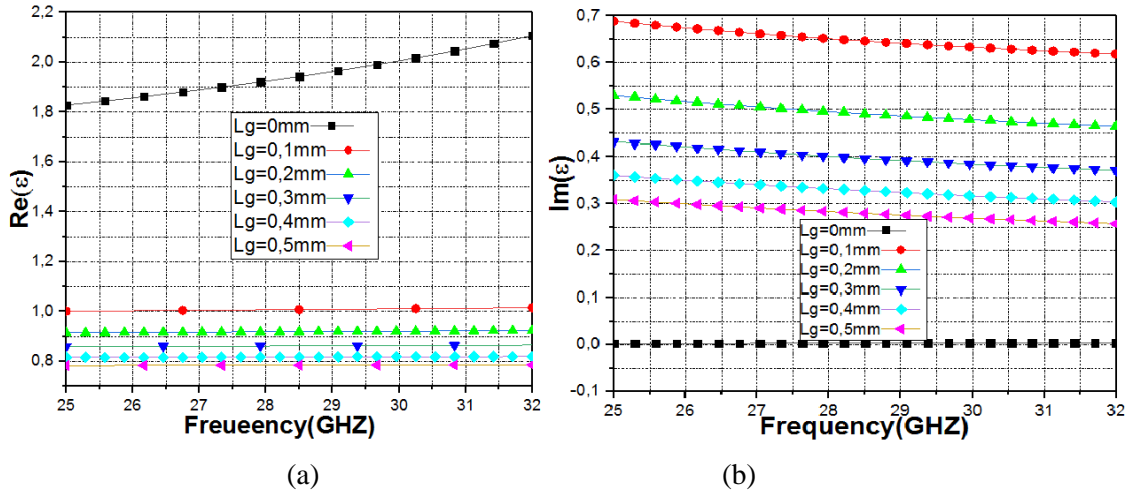 2,2
2,0
1,8
1,6
1,4
1,2
1,0
0,8
Re(ε)
Lg=0mm
Lg=0,1mm
Lg=0,2mm
Lg=0,3mm
Lg=0,4mm
Lg=0,5mm
25 26 27 28 29 30 31 32
Freueency(GHZ)
(a)
0,7
0,6
0,5
0,4
0,3
0,2
0,1
0,0
-0,1
Im(ε)
Lg=0mm
Lg=0,1mm
Lg=0,2mm
Lg=0,3mm
Lg=0,4mm
Lg=0,5mm
25 26 27 28 29 30 31 32
Frequency(GHZ)
(b)